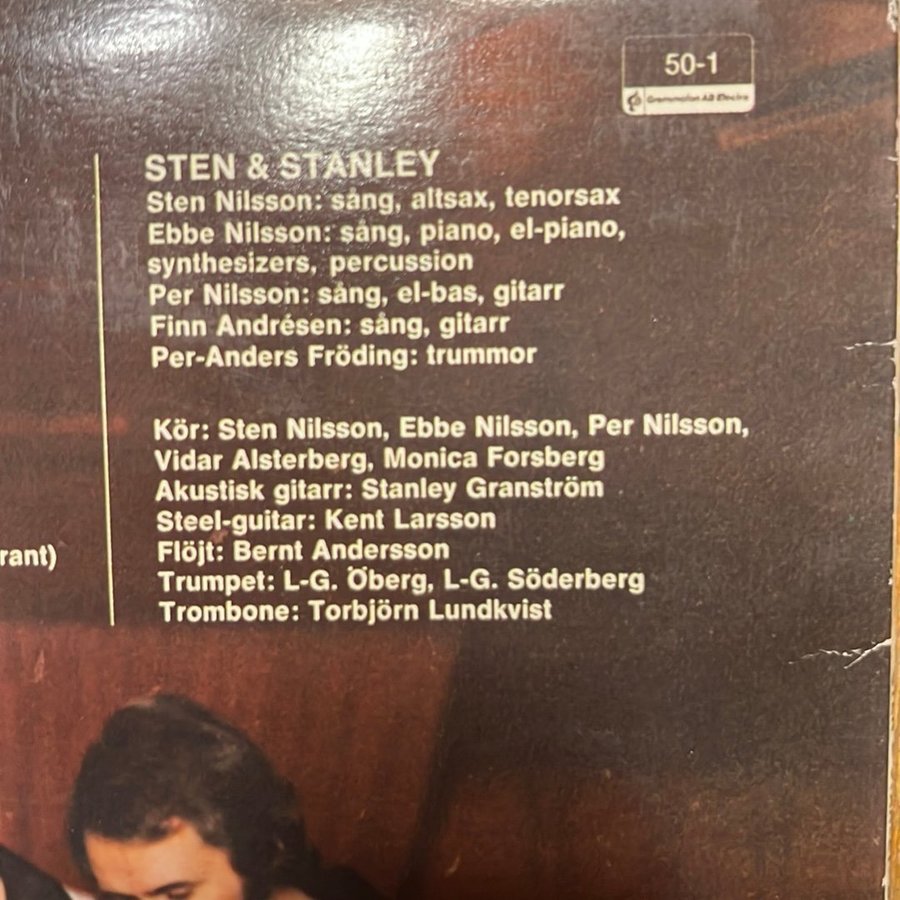 50-1
Grammofon AB Electra
STEN & STANLEY
Sten Nilsson: sång, altsax, tenorsax
Ebbe Nilsson: sång, piano, el-piano,
synthesizers, percussion
Per Nilsson: sång, el-bas, gitarr
Finn Andrésen: sång, gitarr
Per-Anders Fröding: trummor
Kör: Sten Nilsson, Ebbe Nilsson, Per Nilsson,
Vidar Alsterberg, Monica Forsberg
Akustisk gitarr: Stanley Granström
Steel-guitar: Kent Larsson
Flöjt: Bernt Andersson
rant)
Trumpet: L-G. Öberg, L-G. Söderberg
Trombone: Torbjörn Lundkvist